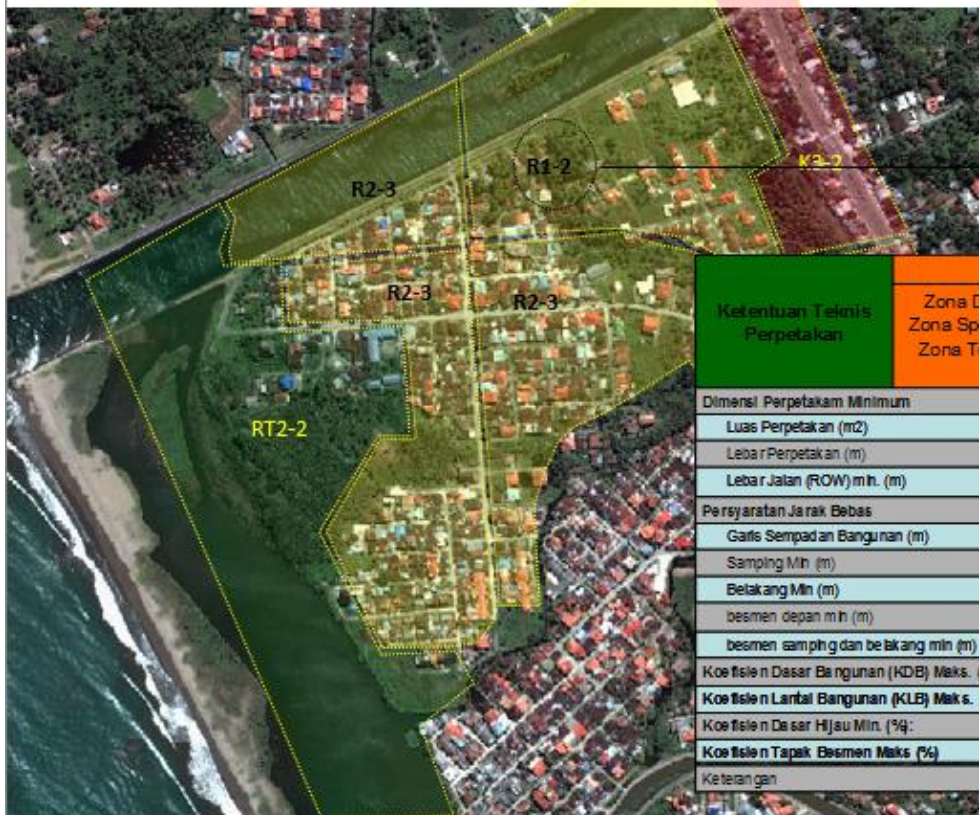 R2-3
R1-2
K3-2
R2-3
R2-3
RT2-2
Ketentuan Teknis
Perpetakan
Zona
Zona
Zona
Dimensi Perpetakam Minimum
Luas Perpetakan (m2)
Lebar Perpetakan (m)
Lebar Jalan (ROW) min. (m)
Persyaratan Jarak Bebas
Garis Sempadan Bangunan (m)
Samping Min (m)
Belakang Min (m)
besmen depan min (m)
besmen samping dan belakang min (m)
Koefisien Dasar Bangunan (KDB) Maks.
Koefisien Lantai Bangunan (KLB) Maks.
Koefisien Dasar Hijau Min. (%):
Koefisien Tapak Besmen Maks (%)
Keterangan